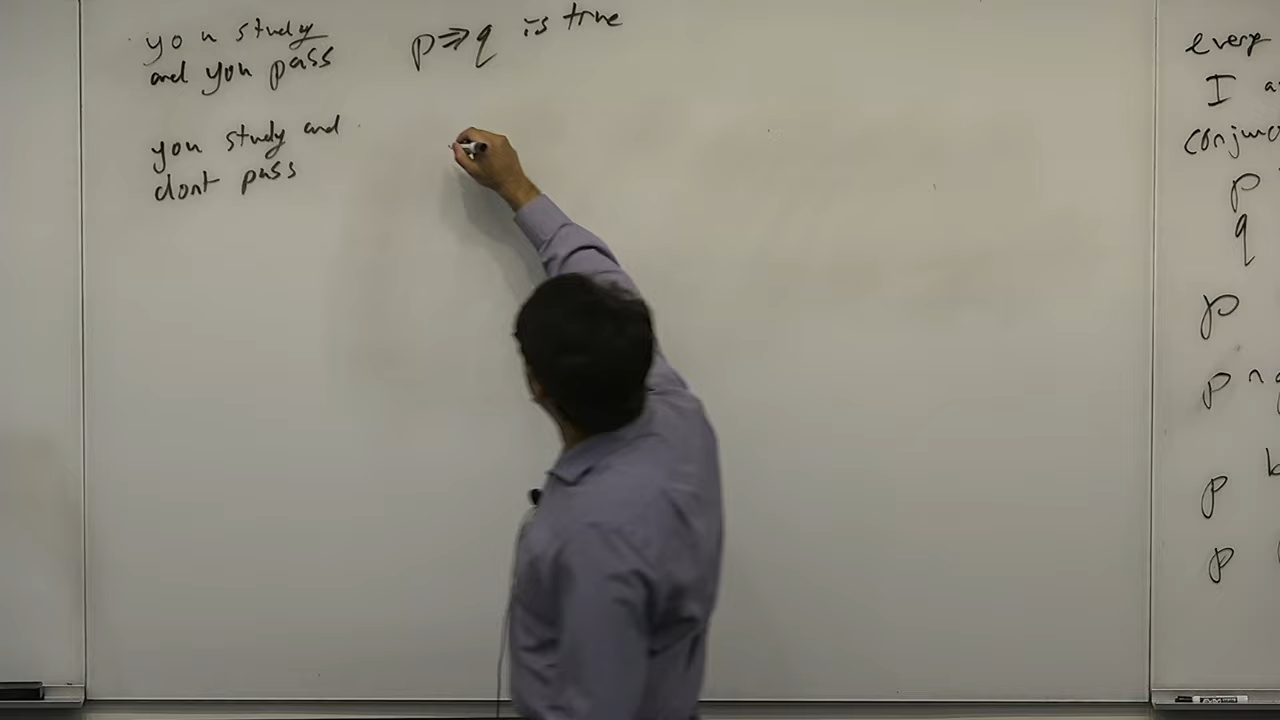 you study
and you pass
p⇒q is true
you study and
dont pass
every
I a
conjunc
p
q
p
p ∧ q
p b
p